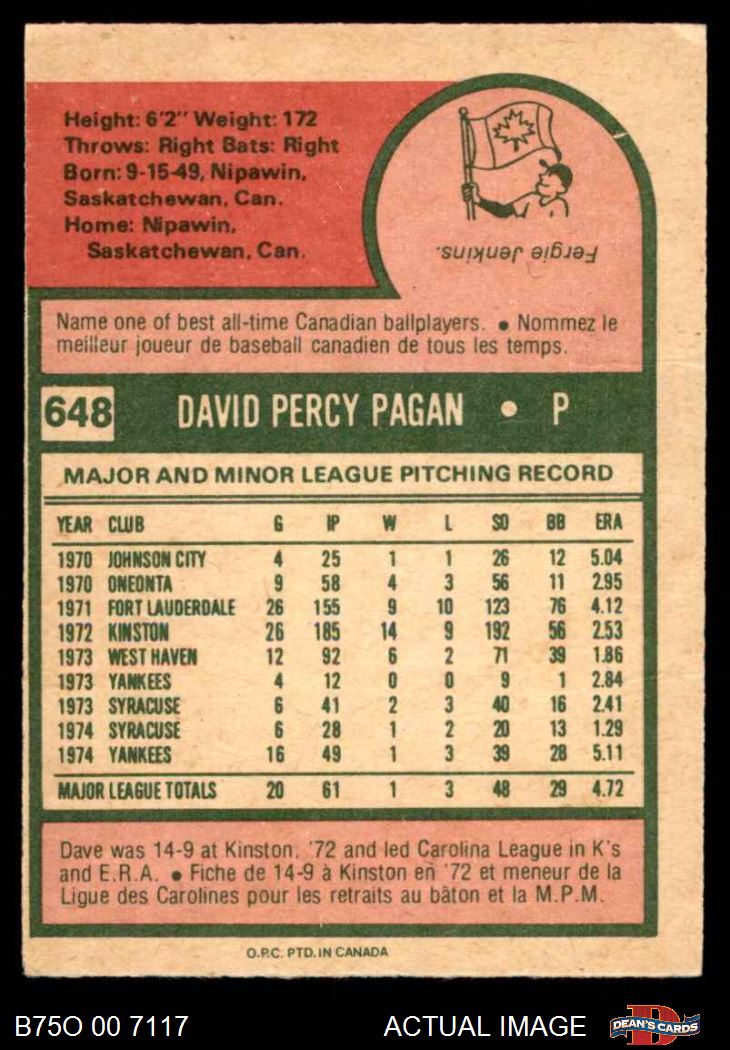 Height: 6'2" Weight: 172
Throws: Right Bats: Right
Born: 9-15-49, Nipawin,
Saskatchewan, Can.
Home: Nipawin,
Saskatchewan, Can.
Fergie Jenkins.
Name one of best all-time Canadian ballplayers. ● Nommez le
meilleur joueur de baseball canadien de tous les temps.
648 DAVID PERCY PAGAN ● P
MAJOR AND MINOR LEAGUE PITCHING RECORD
YEAR CLUB G IP W L SO BB ERA
1970 JOHNSON CITY 4 25 1 1 26 12 5.04
1970 ONEONTA 9 58 4 3 56 11 2.95
1971 FORT LAUDERDALE 26 155 9 10 123 76 4.12
1972 KINSTON 26 185 14 9 192 56 2.53
1973 WEST HAVEN 12 92 6 2 71 39 1.86
1973 YANKEES 4 12 0 0 9 1 2.84
1973 SYRACUSE 6 41 2 3 40 16 2.41
1974 SYRACUSE 6 28 1 2 20 13 1.29
1974 YANKEES 16 49 1 3 39 28 5.11
MAJOR LEAGUE TOTALS 20 61 1 3 48 29 4.72
Dave was 14-9 at Kinston, '72 and led Carolina League in K's
and E.R.A. ● Fiche de 14-9 à Kinston en '72 et meneur de la
Ligue des Carolines pour les retraits au bâton et la M.P.M.
O.P.C. PTD. IN CANADA
B75O 00 7117 ACTUAL IMAGE DEAN'S CARDS